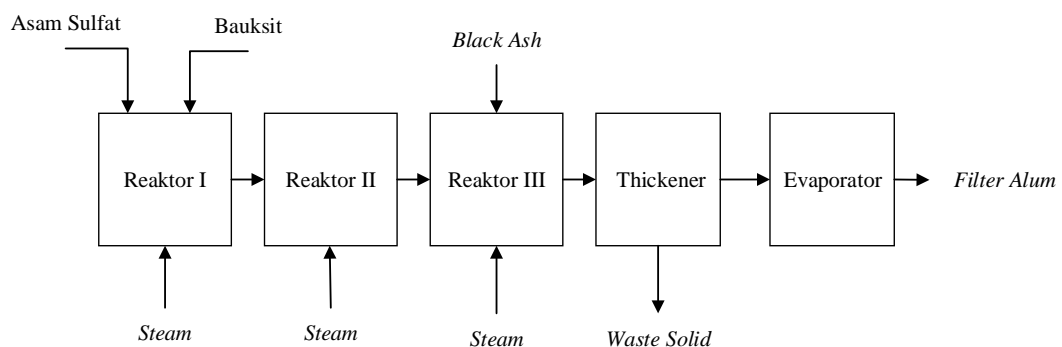 Asam Sulfat
Bauksit
Black Ash
Reaktor I
Reaktor II
Reaktor III
Thickener
Evaporator
Filter Alum
Steam
Steam
Steam
Waste Solid